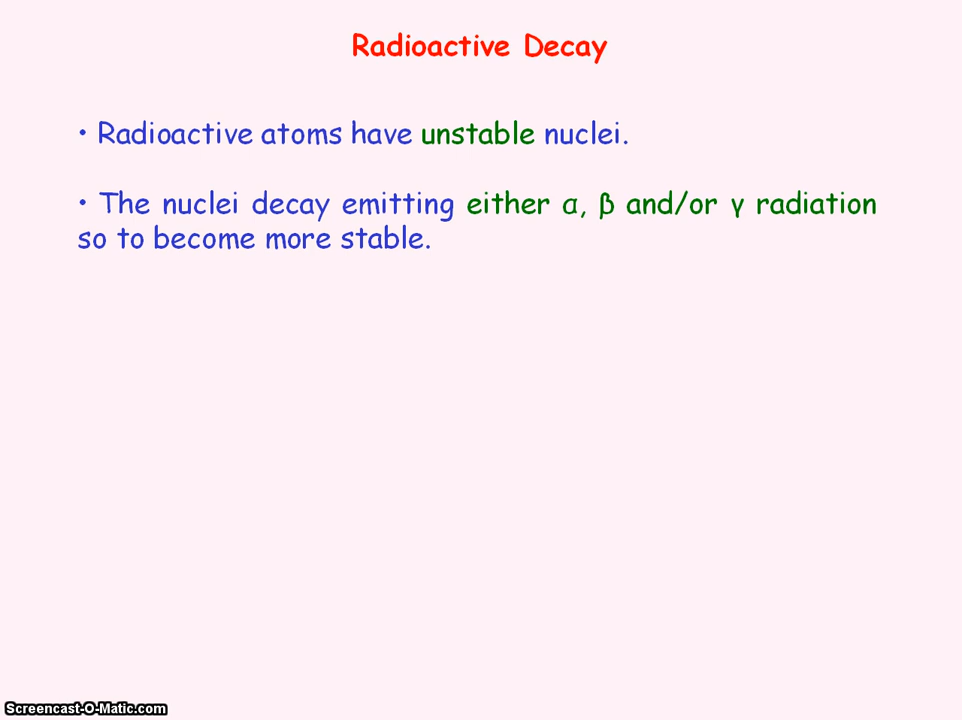 Radioactive Decay
• Radioactive atoms have unstable nuclei.
• The nuclei decay emitting either α, β and/or γ radiation
so to become more stable.
Screencast-O-Matic.com